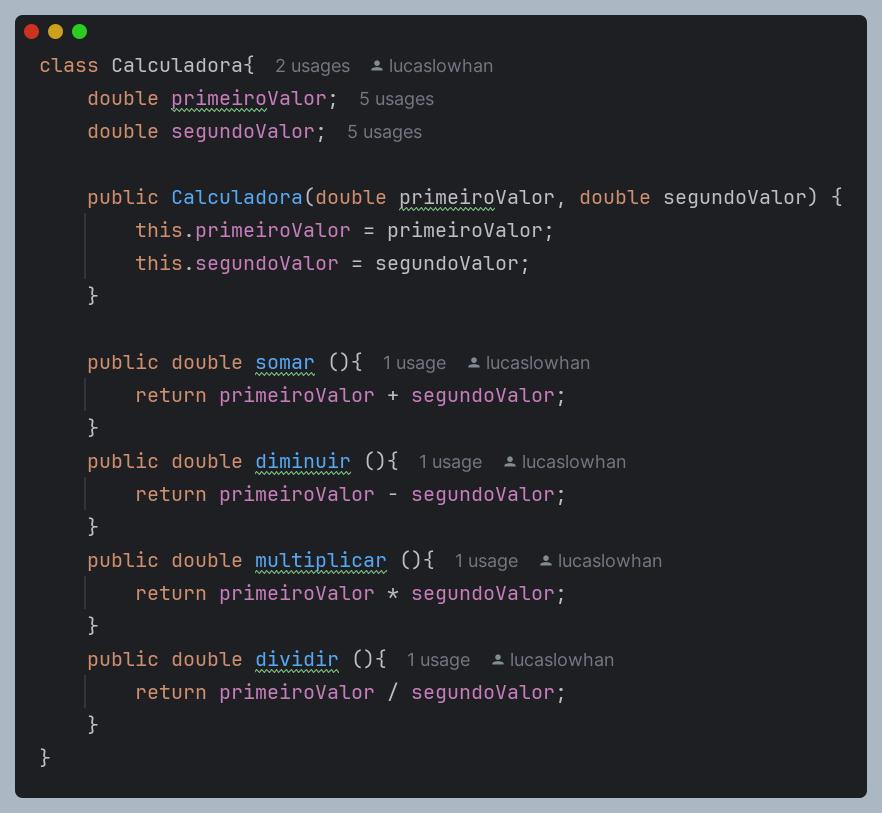 class Calculadora{ 2 usages lucaslowhan
double primeiroValor; 5 usages
double segundoValor; 5 usages
public Calculadora(double primeiroValor, double segundoValor) {
this.primeiroValor = primeiroValor;
this.segundoValor = segundoValor;
}
public double somar (){ 1 usage lucaslowhan
return primeiroValor + segundoValor;
}
public double diminuir (){ 1 usage lucaslowhan
return primeiroValor - segundoValor;
}
public double multiplicar (){ 1 usage lucaslowhan
return primeiroValor * segundoValor;
}
public double dividir (){ 1 usage lucaslowhan
return primeiroValor / segundoValor;
}
}